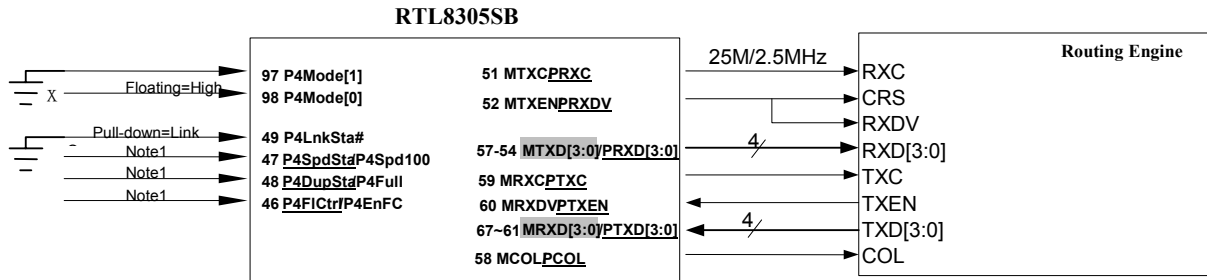 RTL8305SB
Routing Engine
97 P4Mode[1]
Floating=High
X
98 P4Mode[0]
Pull-down=Link
49 P4LnkSta#
Note1
47 P4SpdSta/P4Spd100
Note1
48 P4DupSta/P4Full
Note1
46 P4FlCtrl/P4EnFC
51 MTXC/PRXC
52 MTXEN/PRXDV
57-54 MTXD[3:0]/PRXD[3:0]
59 MRXC/PTXC
60 MRXDV/PTXEN
67~61 MRXD[3:0]/PTXD[3:0]
58 MCOL/PCOL
25M/2.5MHz
4
4
RXC
CRS
RXDV
RXD[3:0]
TXC
TXEN
TXD[3:0]
COL